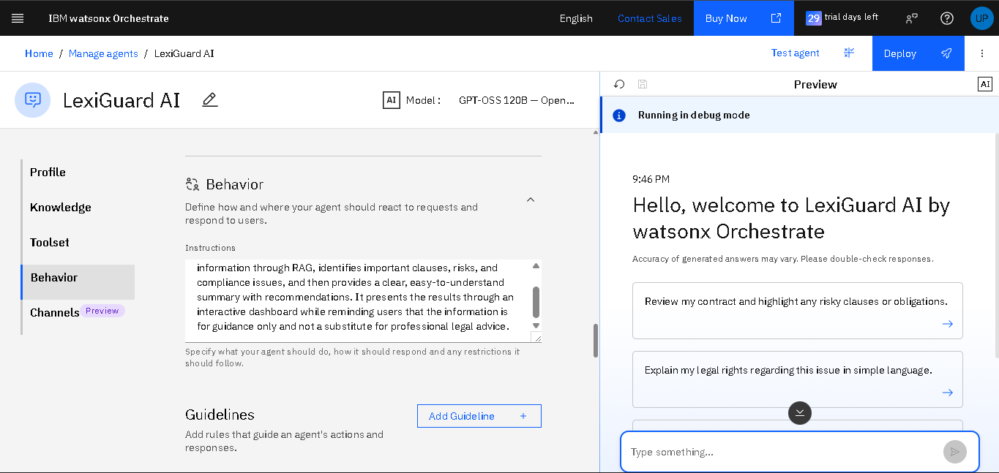 IBM watsonx Orchestrate
English
Contact Sales
Buy Now
29 trial days left
UP
Home / Manage agents / LexiGuard AI
Test agent
Deploy
LexiGuard AI
AI Model :
GPT-OSS 120B — Open...
Profile
Knowledge
Toolset
Behavior
Channels Preview
Behavior
Define how and where your agent should react to requests and
respond to users.
Instructions
information through RAG, identifies important clauses, risks, and
compliance issues, and then provides a clear, easy-to-understand
summary with recommendations. It presents the results through an
interactive dashboard while reminding users that the information is
for guidance only and not a substitute for professional legal advice.
Specify what your agent should do, how it should respond and any restrictions it
should follow.
Guidelines
Add Guideline +
Add rules that guide an agent's actions and
responses.
Preview
AI
Running in debug mode
9:46 PM
Hello, welcome to LexiGuard AI by
watsonx Orchestrate
Accuracy of generated answers may vary. Please double-check responses.
Review my contract and highlight any risky clauses or obligations.
Explain my legal rights regarding this issue in simple language.
Type something...